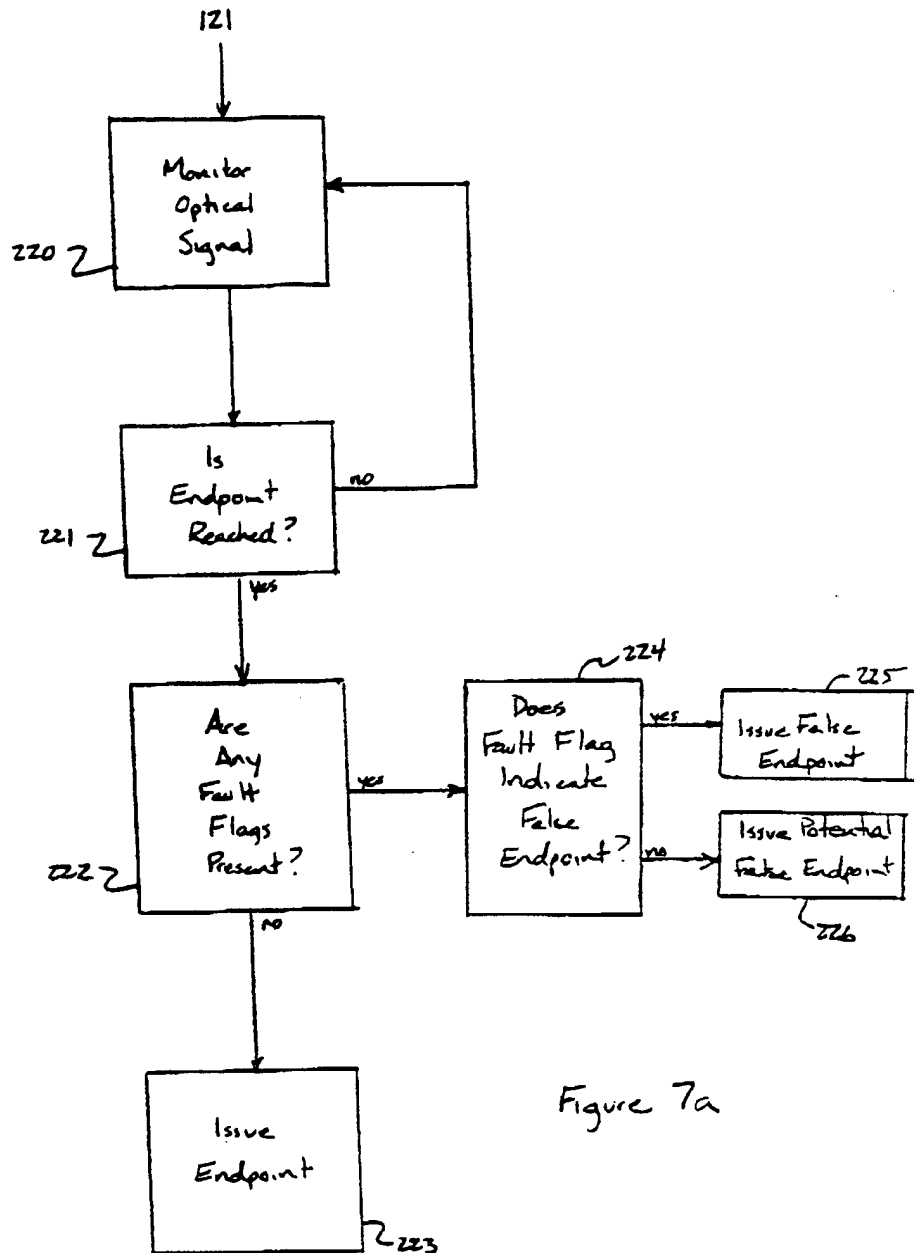 121
Monitor
Optical
Signal
220
Is
Endpoint
Reached?
no
221
yes
Are
Any
Fault
Flags
Present?
yes
222
no
224
Does
Fault Flag
Indicate
False
Endpoint?
yes
no
225
Issue False
Endpoint
Issue Potential
False Endpoint
226
Issue
Endpoint
223
Figure 7a